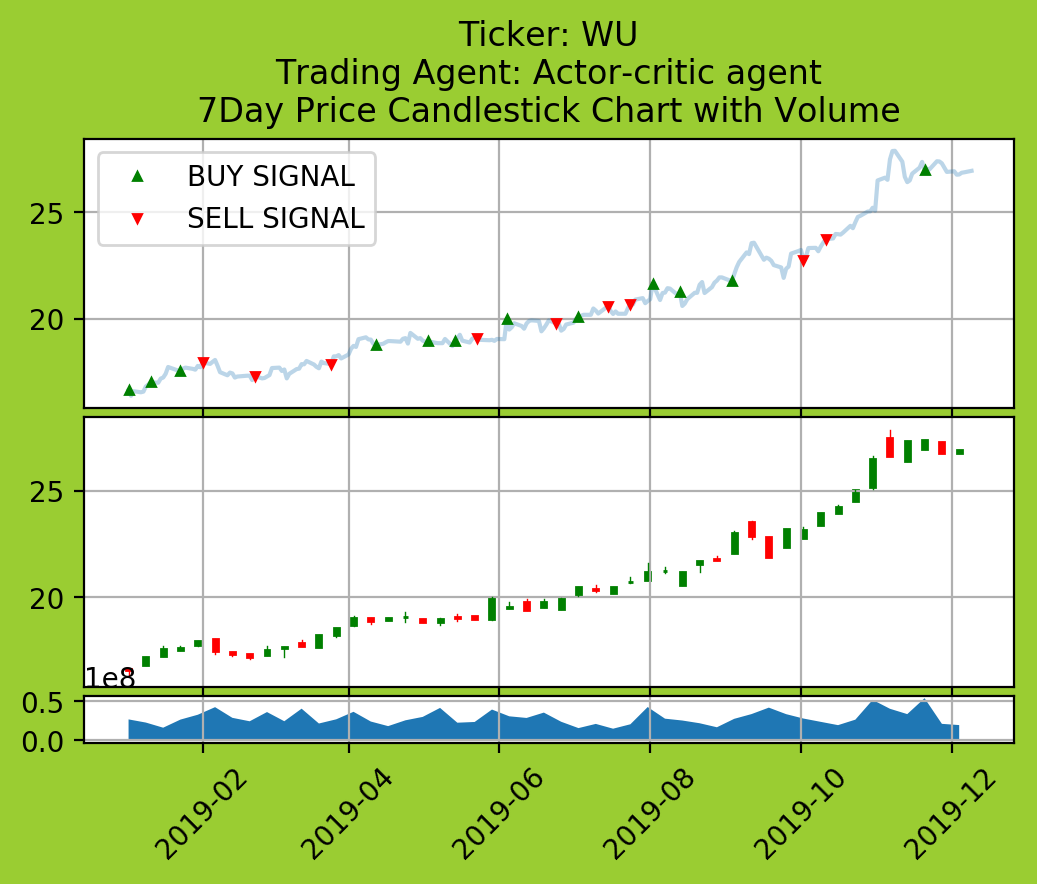 Ticker: WU
Trading Agent: Actor-critic agent
7Day Price Candlestick Chart with Volume
BUY SIGNAL
SELL SIGNAL
25
20
25
20
1e8
0.5
0.0
2019-02
2019-04
2019-06
2019-08
2019-10
2019-12